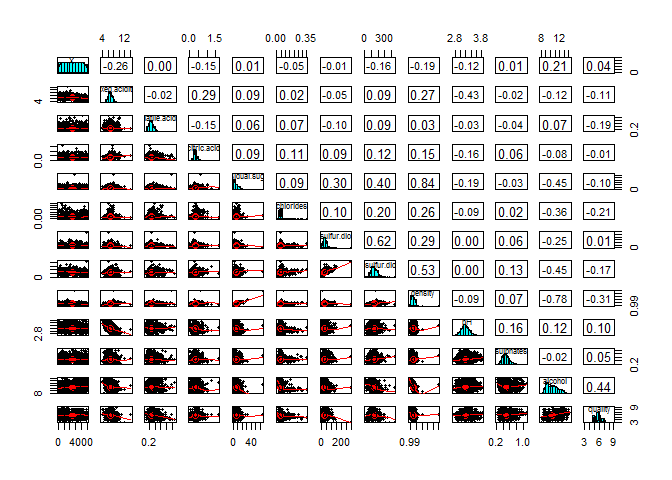 4 12 0.0 1.5 0.00 0.35 0 300 2.8 3.8 8 12
-0.26 0.00 -0.15 0.01 -0.05 -0.01 -0.16 -0.19 -0.12 0.01 0.21 0.04 0
4 -0.02 0.29 0.09 0.02 -0.05 0.09 0.27 -0.43 -0.02 -0.12 -0.11
-0.15 0.06 0.07 -0.10 0.09 0.03 -0.03 -0.04 0.07 -0.19 0.2
0.0 0.09 0.11 0.09 0.12 0.15 -0.16 0.06 -0.08 -0.01
0.09 0.30 0.40 0.84 -0.19 -0.03 -0.45 -0.10 0
0.00 chlorides 0.10 0.20 0.26 -0.09 0.02 -0.36 -0.21
0.62 0.29 0.00 0.06 -0.25 0.01 0
0 0.53 0.00 0.13 -0.45 -0.17
density -0.09 0.07 -0.78 -0.31 0.99
2.8 pH 0.16 0.12 0.10
sulphates -0.02 0.05 0.2
8 alcohol 0.44
quality 3 9
0 4000 0.2 0 40 0 200 0.99 0.2 1.0 3 6 9